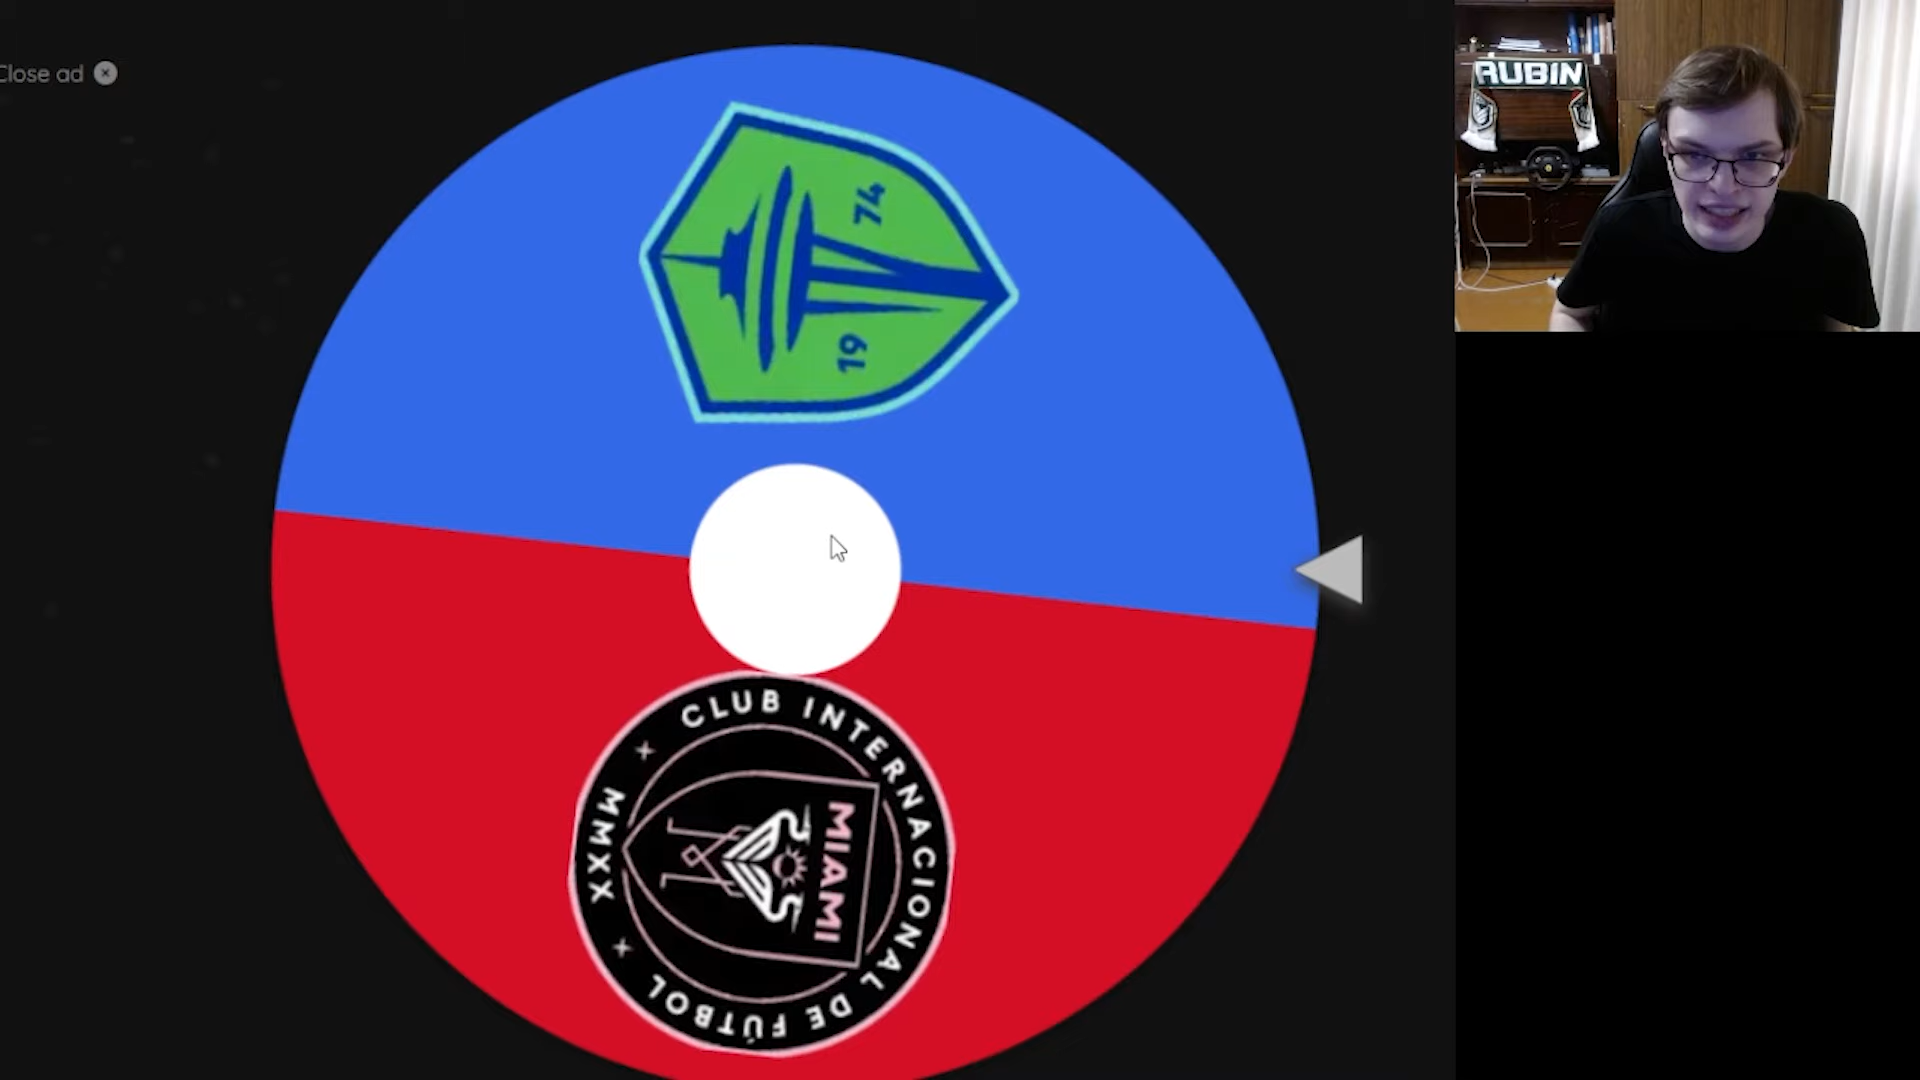 Close ad
RUBIN
19 74
CLUB INTERNACIONAL DE FÚTBOL
MIAMI
MMXX